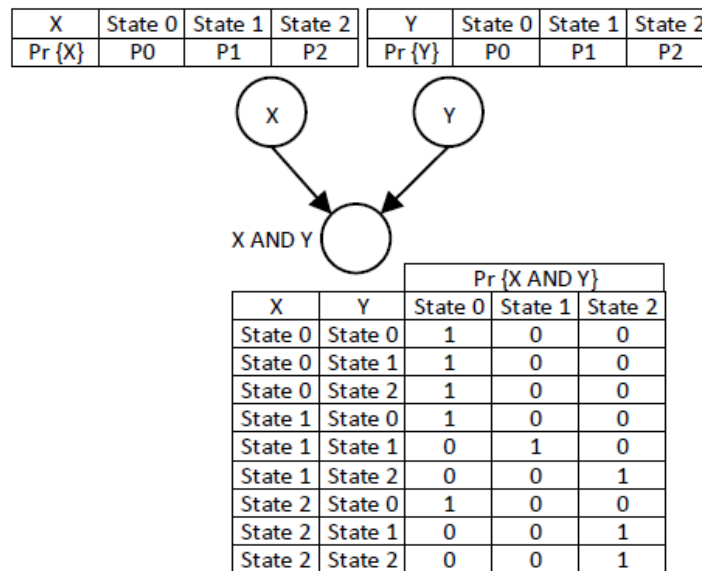 X State 0 State 1 State 2 Y State 0 State 1 State 2
Pr {X} P0 P1 P2 Pr {Y} P0 P1 P2
X Y
X AND Y
Pr {X AND Y}
X Y State 0 State 1 State 2
State 0 State 0 1 0 0
State 0 State 1 1 0 0
State 0 State 2 1 0 0
State 1 State 0 1 0 0
State 1 State 1 0 1 0
State 1 State 2 0 0 1
State 2 State 0 1 0 0
State 2 State 1 0 0 1
State 2 State 2 0 0 1